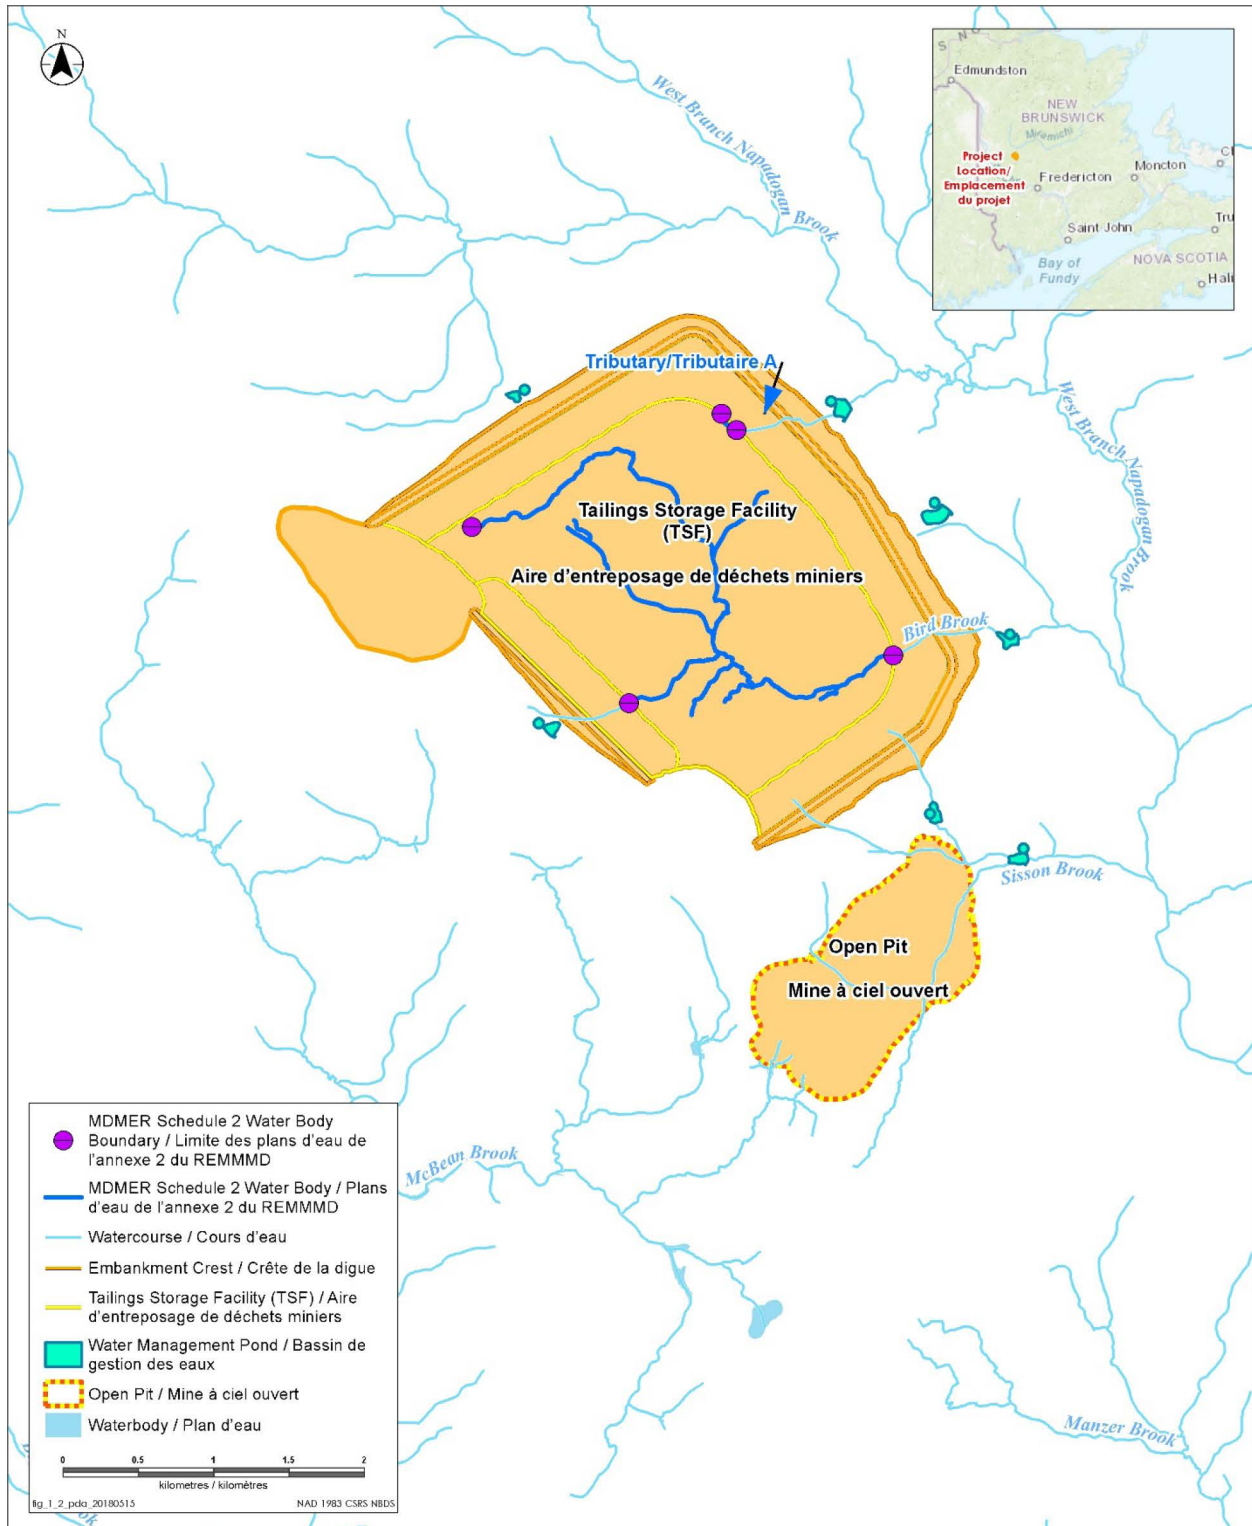 N
West Branch Napadogan Brook
Edmundston
NEW
BRUNSWICK
Miramichi
Project
Location/
Emplacement
du projet
Moncton
Fredericton
Saint John
Bay of
Fundy
NOVA SCOTIA
Tru
Hali
Tributary/Tributaire A
West Branch Napadogan Brook
Tailings Storage Facility
(TSF)
Aire d'entreposage de déchets miniers
Bird Brook
Sisson Brook
Open Pit
Mine à ciel ouvert
McBean Brook
Manzer Brook
MDMER Schedule 2 Water Body
Boundary / Limite des plans d'eau de
l'annexe 2 du REMMMD
MDMER Schedule 2 Water Body / Plans
d'eau de l'annexe 2 du REMMMD
Watercourse / Cours d'eau
Embankment Crest / Crête de la digue
Tailings Storage Facility (TSF) / Aire
d'entreposage de déchets miniers
Water Management Pond / Bassin de
gestion des eaux
Open Pit / Mine à ciel ouvert
Waterbody / Plan d'eau
0 0.5 1 1.5 2
kilometres / kilomètres
fig_1_2_pda_20180515 NAD 1983 CSRS NBDS